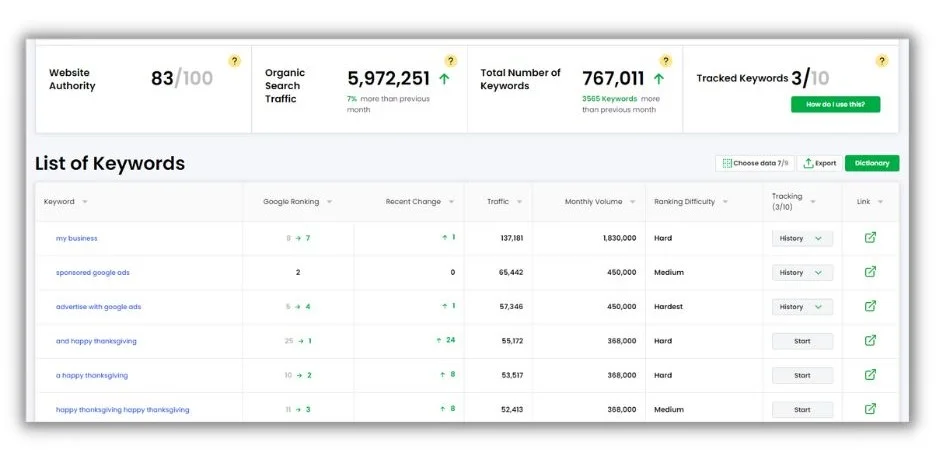 Website Authority
83/100
?
Organic Search Traffic
5,972,251 ↑
7% more than previous month
?
Total Number of Keywords
767,011 ↑
3565 Keywords more than previous month
?
Tracked Keywords 3/10
How do I use this?
?
List of Keywords
Choose data 7/9
Export
Dictionary
Keyword Google Ranking Recent Change Traffic Monthly Volume Ranking Difficulty Tracking (3/10) Link
my business 8 → 7 ↑ 1 137,181 1,830,000 Hard History
sponsored google ads 2 0 65,442 450,000 Medium History
advertise with google ads 5 → 4 ↑ 1 57,346 450,000 Hardest History
and happy thanksgiving 25 → 1 ↑ 24 55,172 368,000 Hard Start
a happy thanksgiving 10 → 2 ↑ 8 53,517 368,000 Hard Start
happy thanksgiving happy thanksgiving 11 → 3 ↑ 8 52,413 368,000 Medium Start